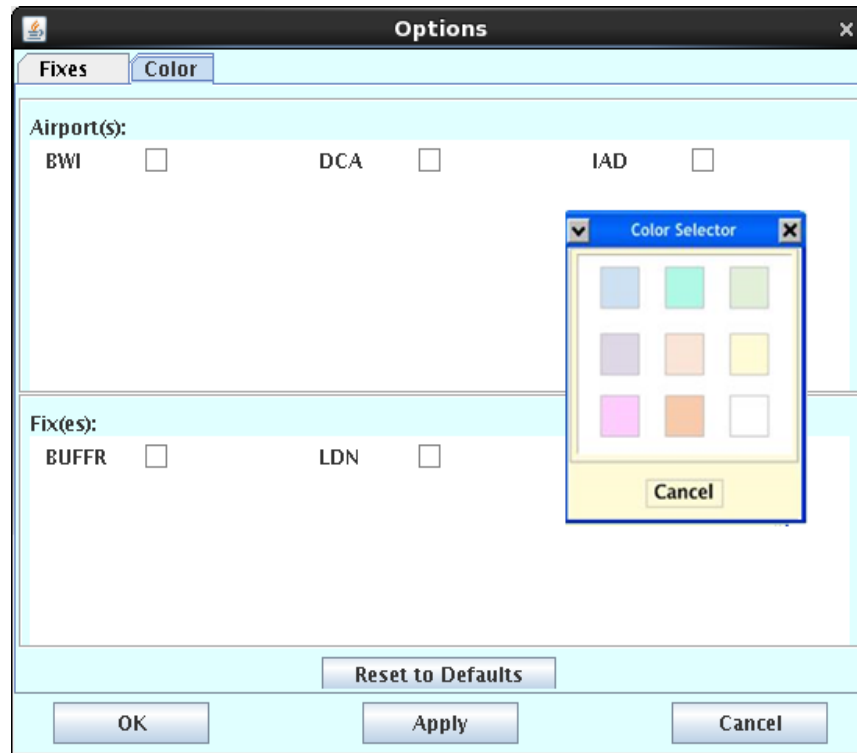 Options
Fixes Color
Airport(s):
BWI DCA IAD
Color Selector
Cancel
Fix(es):
BUFFR LDN
Reset to Defaults
OK Apply Cancel